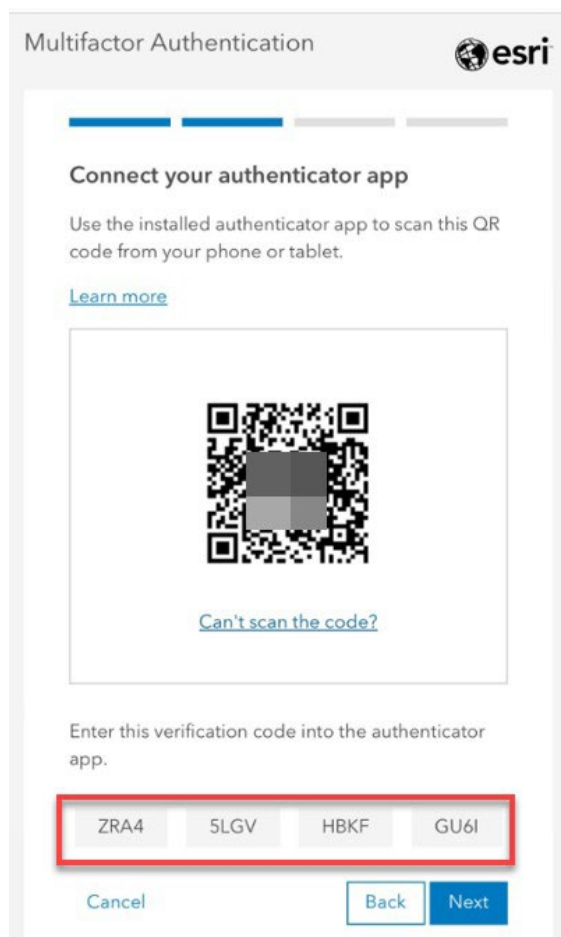 Multifactor Authentication
esri
Connect your authenticator app
Use the installed authenticator app to scan this QR
code from your phone or tablet.
Learn more
Can't scan the code?
Enter this verification code into the authenticator
app.
ZRA4 5LGV HBKF GU6I
Cancel Back Next